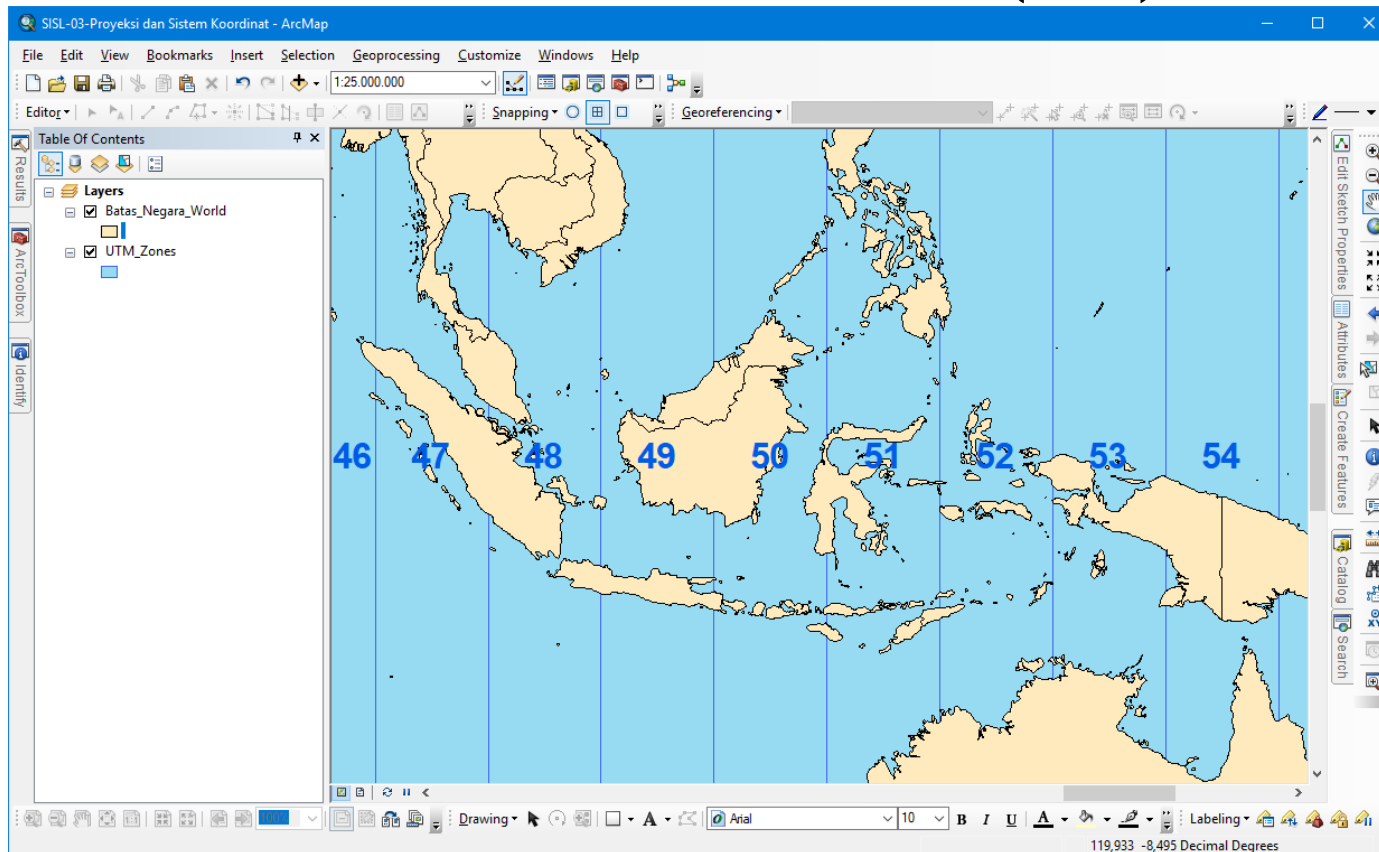 SISL-03-Proyeksi dan Sistem Koordinat - ArcMap
File Edit View Bookmarks Insert Selection Geoprocessing Customize Windows Help
1:25.000.000
Editor Snapping Georeferencing
Table Of Contents
Layers
Batas_Negara_World
UTM_Zones
Results
ArcToolbox
Identify
46 47 48 49 50 51 52 53 54
Edit Sketch Properties
Attributes
Create Features
Catalog
Search
XY
100%
Drawing A Arial 10 B I U A Labeling
119,933 -8,495 Decimal Degrees